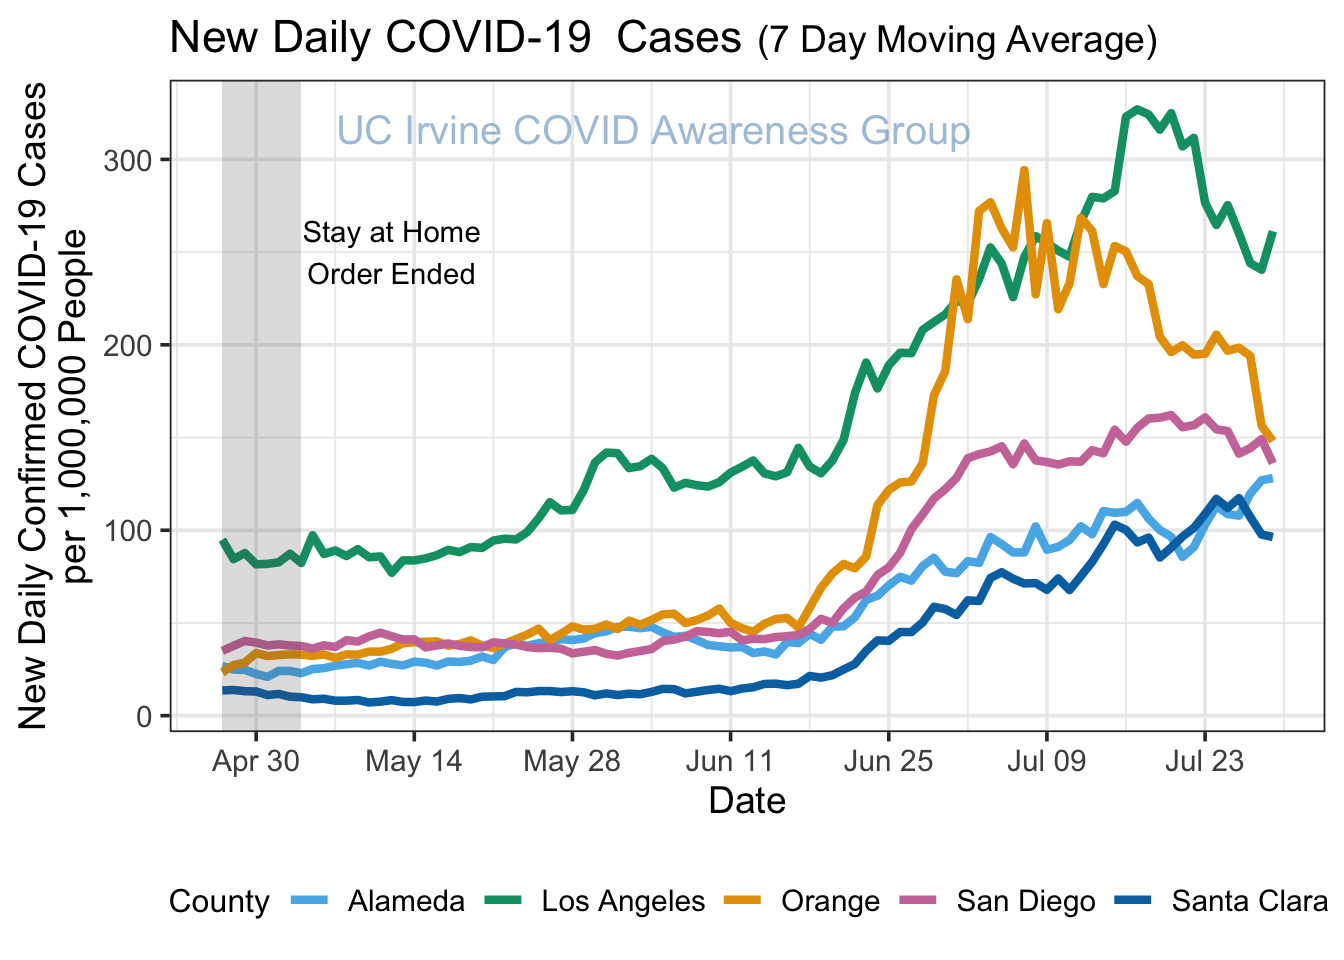 New Daily COVID-19  Cases (7 Day Moving Average)
UC Irvine COVID Awareness Group
Stay at Home
Order Ended
New Daily Confirmed COVID-19 Cases
per 1,000,000 People
300
200
100
0
Apr 30 May 14 May 28 Jun 11 Jun 25 Jul 09 Jul 23
Date
County Alameda Los Angeles Orange San Diego Santa Clara